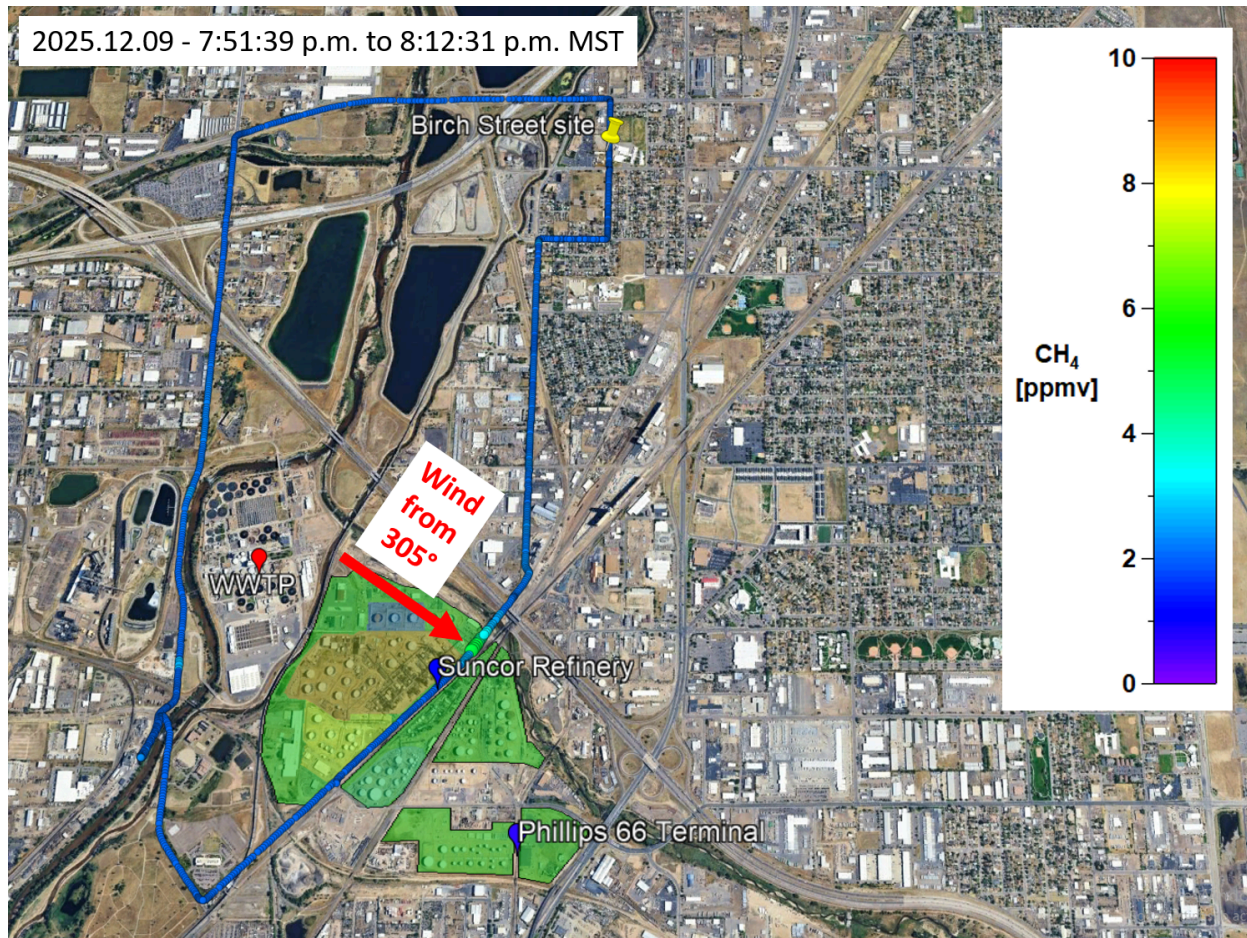 2025.12.09 - 7:51:39 p.m. to 8:12:31 p.m. MST
Birch Street site
Wind
from
305°
WWTP
Suncor Refinery
Phillips 66 Terminal
10
8
6
CH₄
[ppmv]
4
2
0